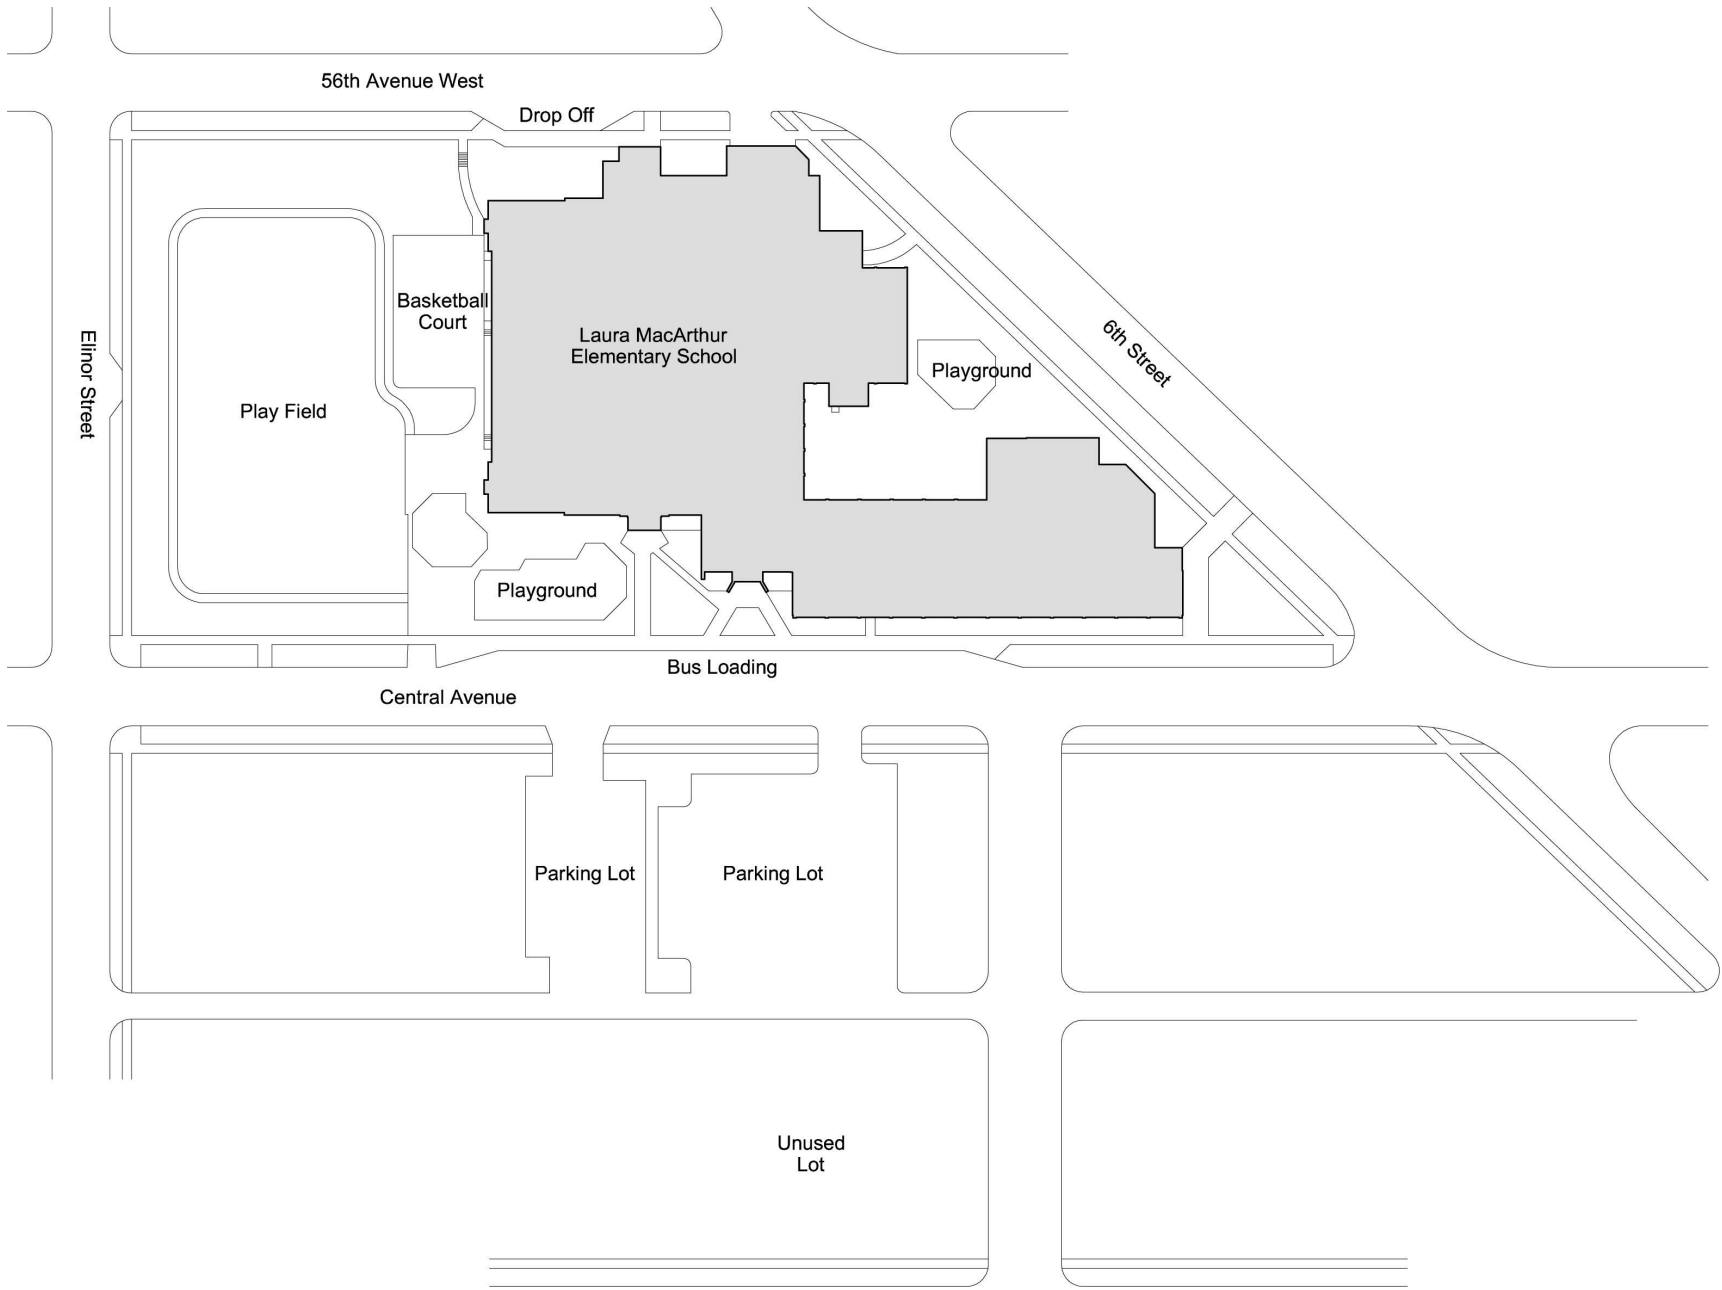 56th Avenue West
Drop Off
Basketball
Court
Laura MacArthur
Elementary School
Elinor Street
6th Street
Playground
Play Field
Playground
Bus Loading
Central Avenue
Parking Lot
Parking Lot
Unused
Lot